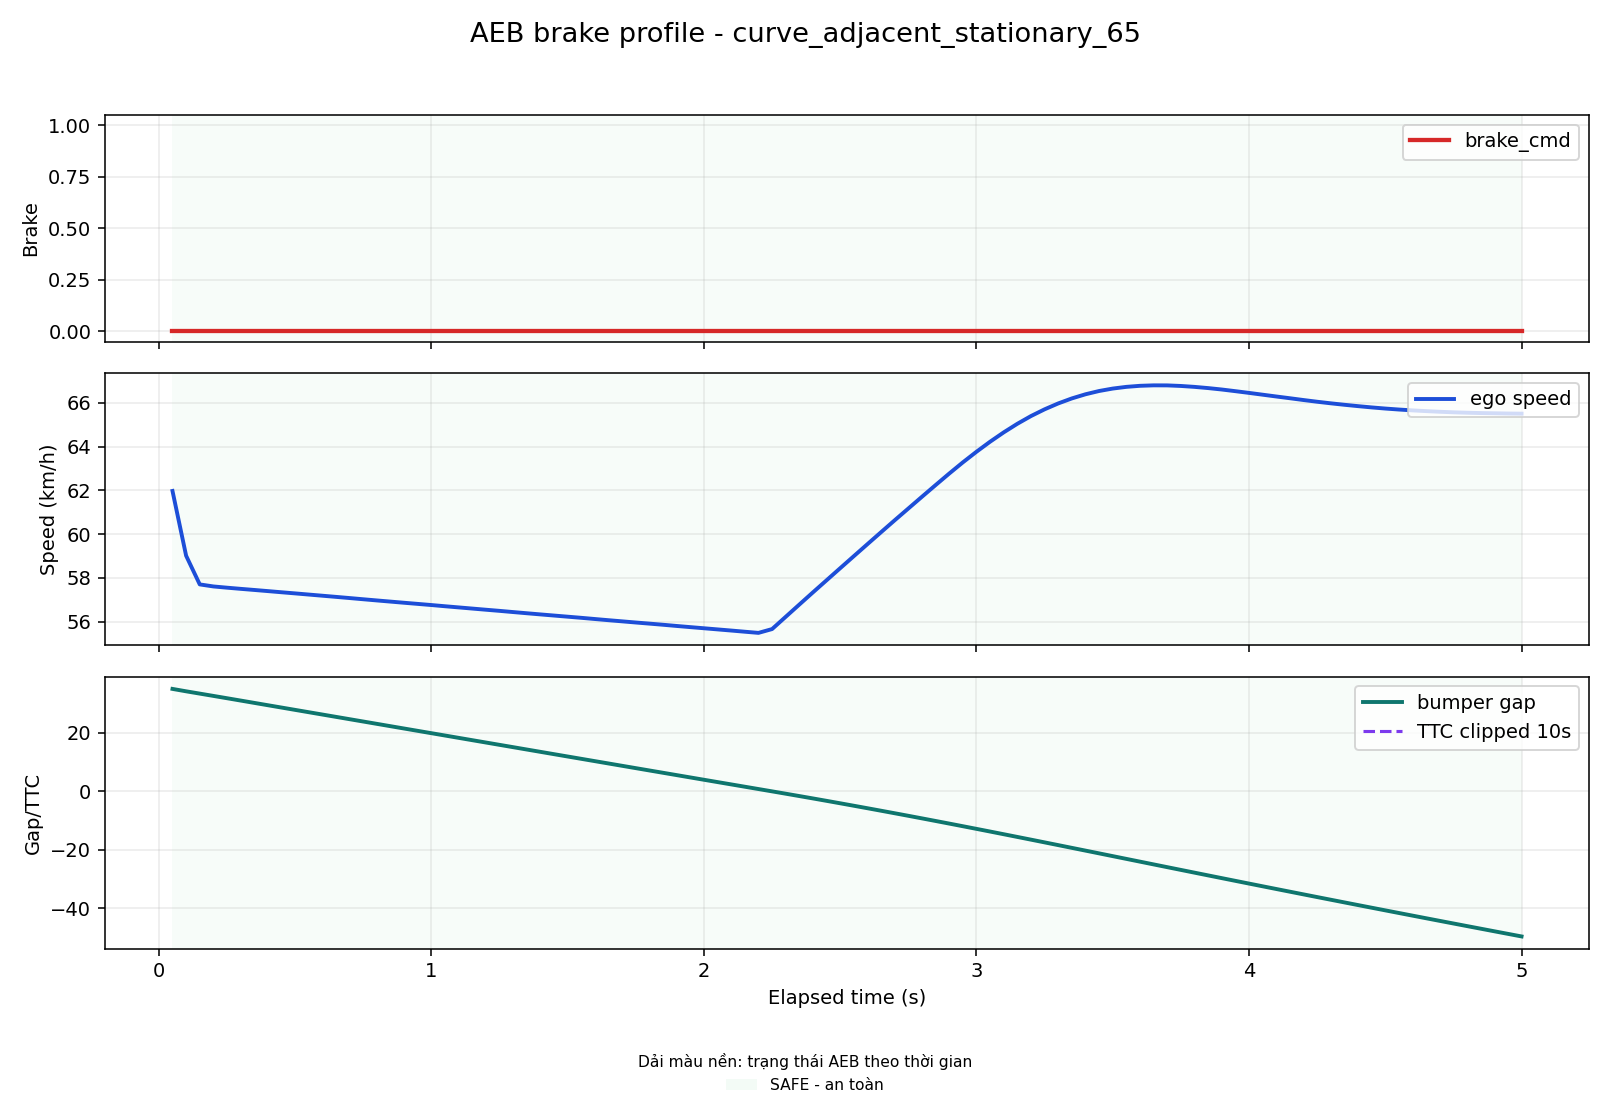 AEB brake profile - curve_adjacent_stationary_65
1.00
0.75
0.50
0.25
0.00
Brake
brake_cmd
66
64
62
60
58
56
Speed (km/h)
ego speed
20
0
−20
−40
Gap/TTC
bumper gap
TTC clipped 10s
0 1 2 3 4 5
Elapsed time (s)
Dải màu nền: trạng thái AEB theo thời gian
SAFE - an toàn